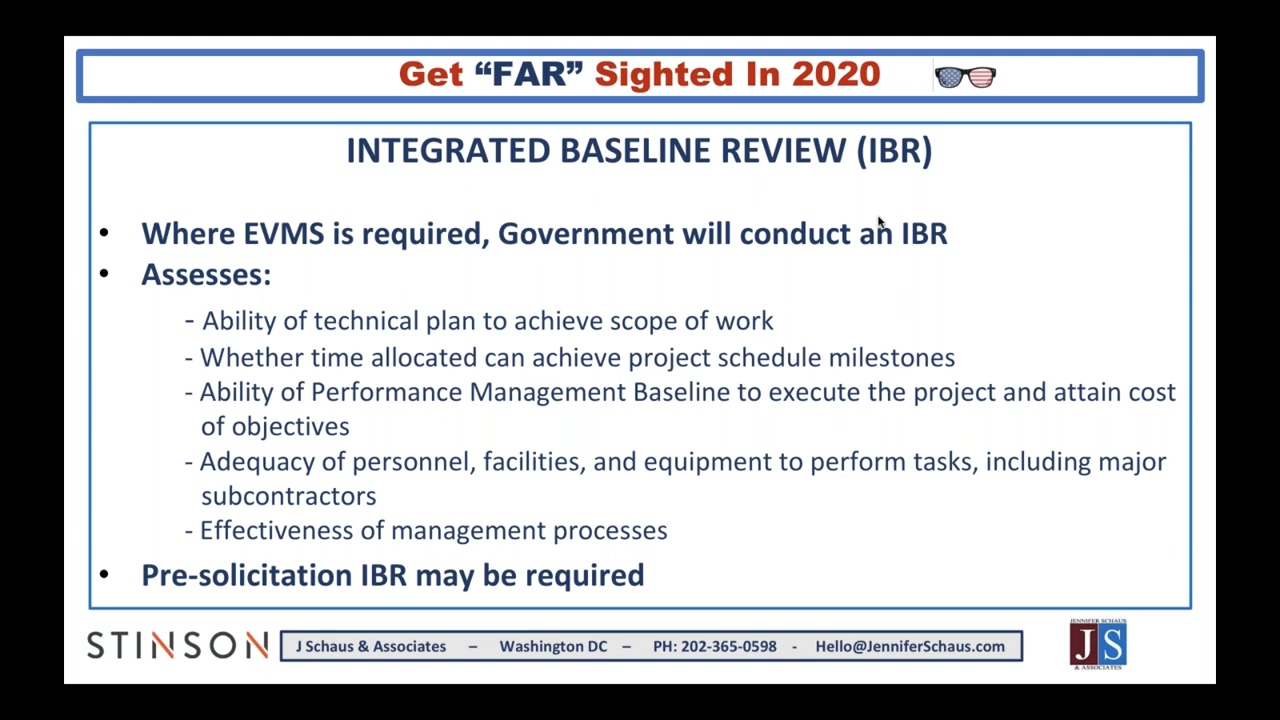 Get “FAR” Sighted In 2020
INTEGRATED BASELINE REVIEW (IBR)
• Where EVMS is required, Government will conduct an IBR
• Assesses:
- Ability of technical plan to achieve scope of work
- Whether time allocated can achieve project schedule milestones
- Ability of Performance Management Baseline to execute the project and attain cost
of objectives
- Adequacy of personnel, facilities, and equipment to perform tasks, including major
subcontractors
- Effectiveness of management processes
• Pre-solicitation IBR may be required
STINSON
J Schaus & Associates – Washington DC – PH: 202-365-0598 - Hello@JenniferSchaus.com
JENNIFER SCHAUS
JS
& ASSOCIATES